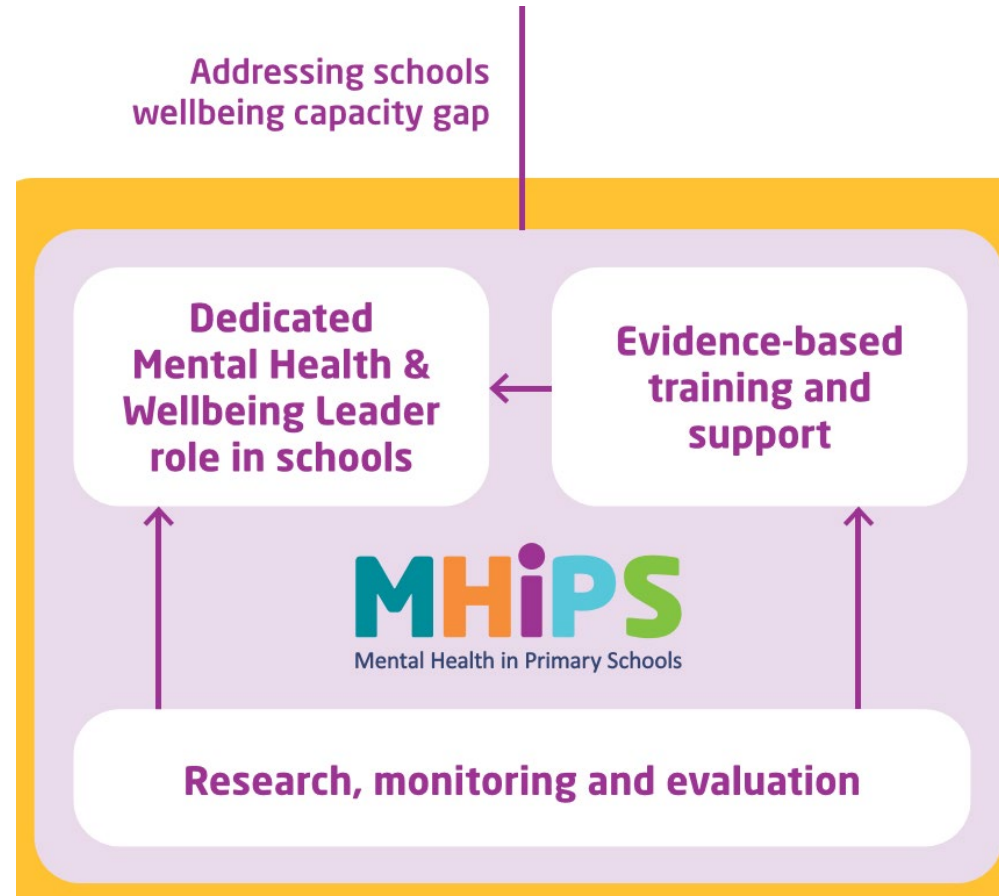 Addressing schools
wellbeing capacity gap
Dedicated
Mental Health &
Wellbeing Leader
role in schools
Evidence-based
training and
support
MHiPS
Mental Health in Primary Schools
Research, monitoring and evaluation